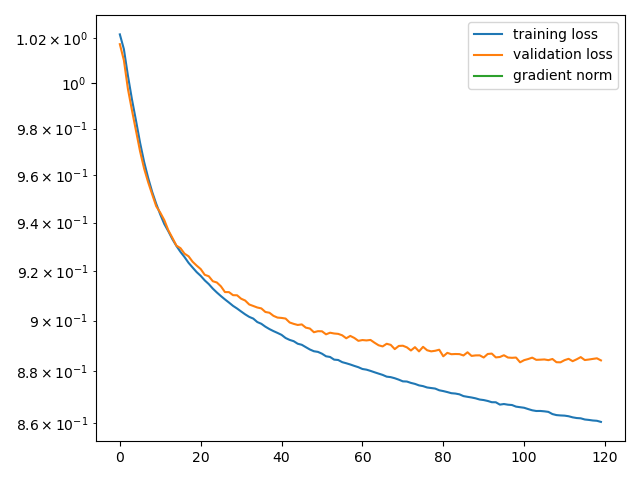 training loss
validation loss
gradient norm
1.02 × 10⁰
10⁰
9.8 × 10⁻¹
9.6 × 10⁻¹
9.4 × 10⁻¹
9.2 × 10⁻¹
9 × 10⁻¹
8.8 × 10⁻¹
8.6 × 10⁻¹
0 20 40 60 80 100 120